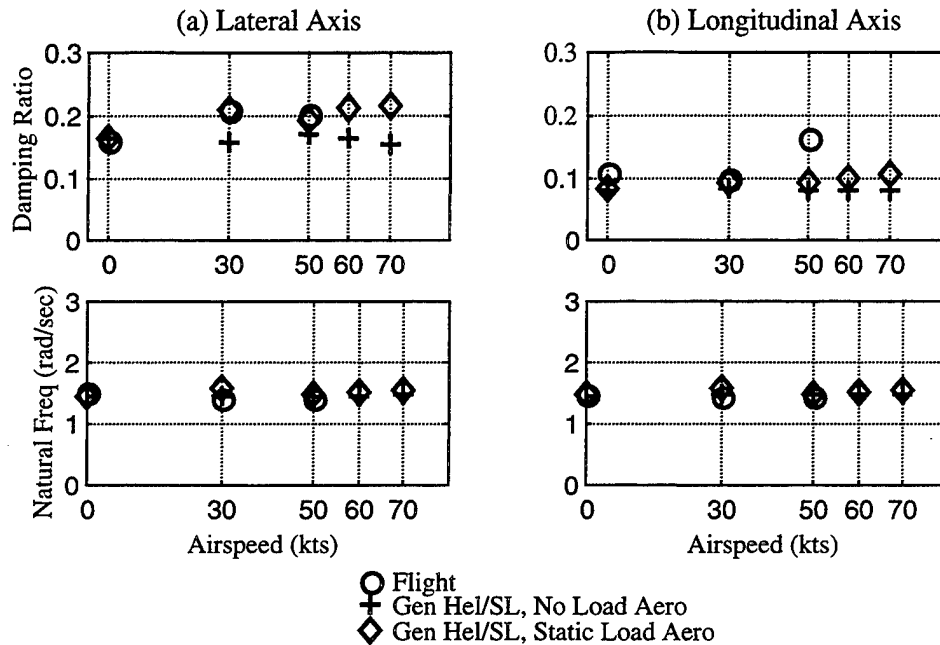 (a) Lateral Axis
(b) Longitudinal Axis
Damping Ratio
0.3
0.2
0.1
0
0 30 50 60 70
0.3
0.2
0.1
0
0 30 50 60 70
Natural Freq (rad/sec)
3
2
1
0
0 30 50 60 70
Airspeed (kts)
3
2
1
0
0 30 50 60 70
Airspeed (kts)
Flight
Gen Hel/SL, No Load Aero
Gen Hel/SL, Static Load Aero